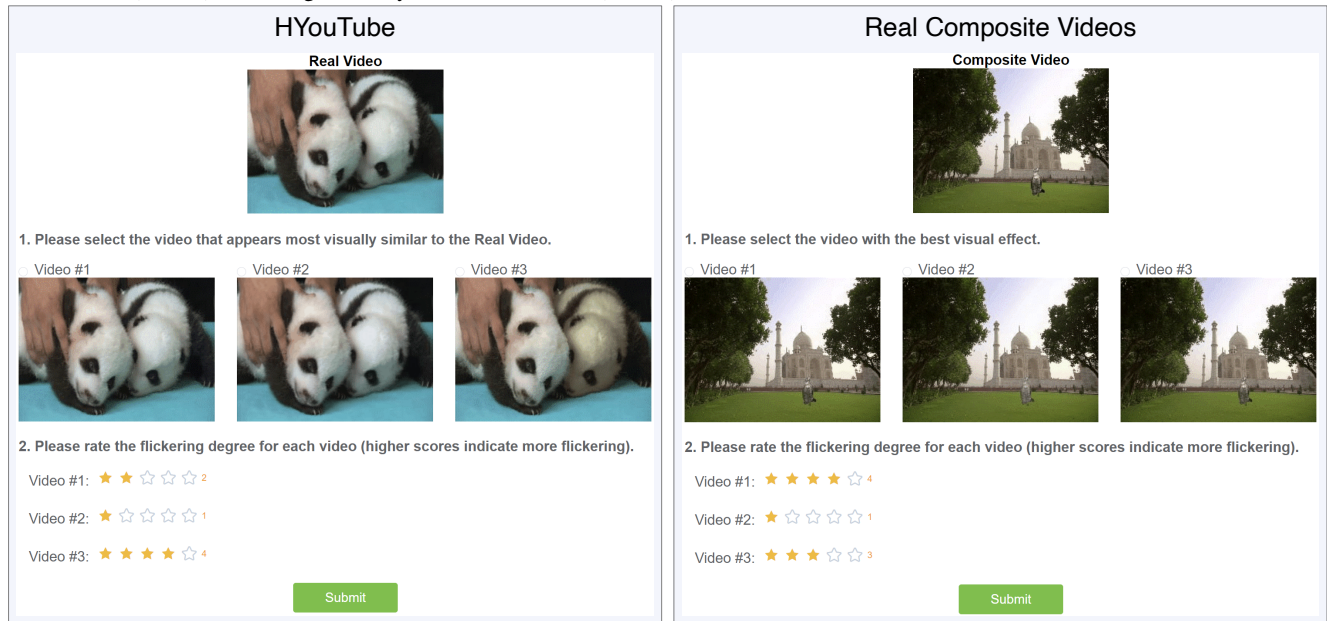 HYouTube
Real Video
1. Please select the video that appears most visually similar to the Real Video.
Video #1
Video #2
Video #3
2. Please rate the flickering degree for each video (higher scores indicate more flickering).
Video #1: 2
Video #2: 1
Video #3: 4
Submit
Real Composite Videos
Composite Video
1. Please select the video with the best visual effect.
Video #1
Video #2
Video #3
2. Please rate the flickering degree for each video (higher scores indicate more flickering).
Video #1: 4
Video #2: 1
Video #3: 3
Submit